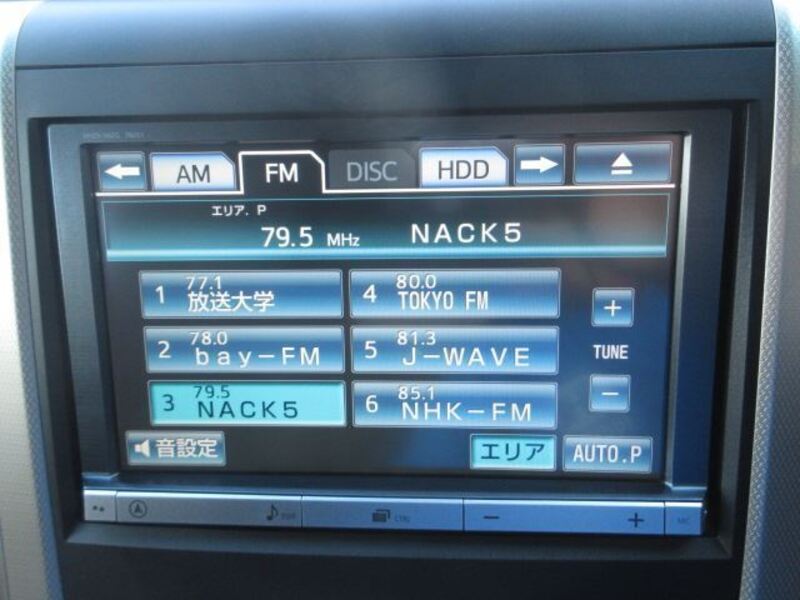 AM FM DISC HDD
エリア. P
79.5 MHz NACK5
1 77.1 放送大学
4 80.0 TOKYO FM
2 78.0 bay-FM
5 81.3 J-WAVE
3 79.5 NACK5
6 85.1 NHK-FM
+
TUNE
-
音設定
エリア AUTO.P
- +